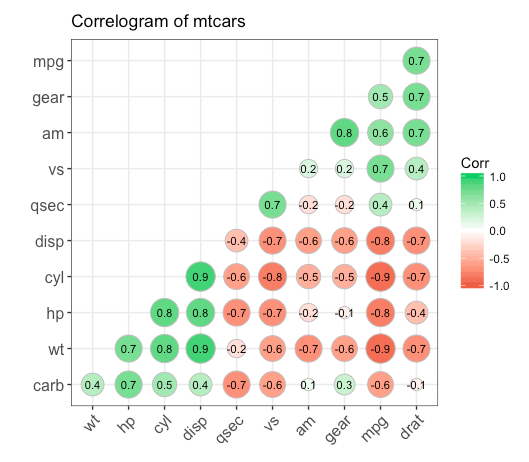 Correlogram of mtcars
mpg 0.7
gear 0.5 0.7
am 0.8 0.6 0.7
vs 0.2 0.2 0.7 0.4
qsec 0.7 -0.2 -0.2 0.4 0.1
disp -0.4 -0.7 -0.6 -0.6 -0.8 -0.7
cyl 0.9 -0.6 -0.8 -0.5 -0.5 -0.9 -0.7
hp 0.8 0.8 -0.7 -0.7 -0.2 -0.1 -0.8 -0.4
wt 0.7 0.8 0.9 -0.2 -0.6 -0.7 -0.6 -0.9 -0.7
carb 0.4 0.7 0.5 0.4 -0.7 -0.6 0.1 0.3 -0.6 -0.1
wt hp cyl disp qsec vs am gear mpg drat
Corr
1.0
0.5
0.0
-0.5
-1.0